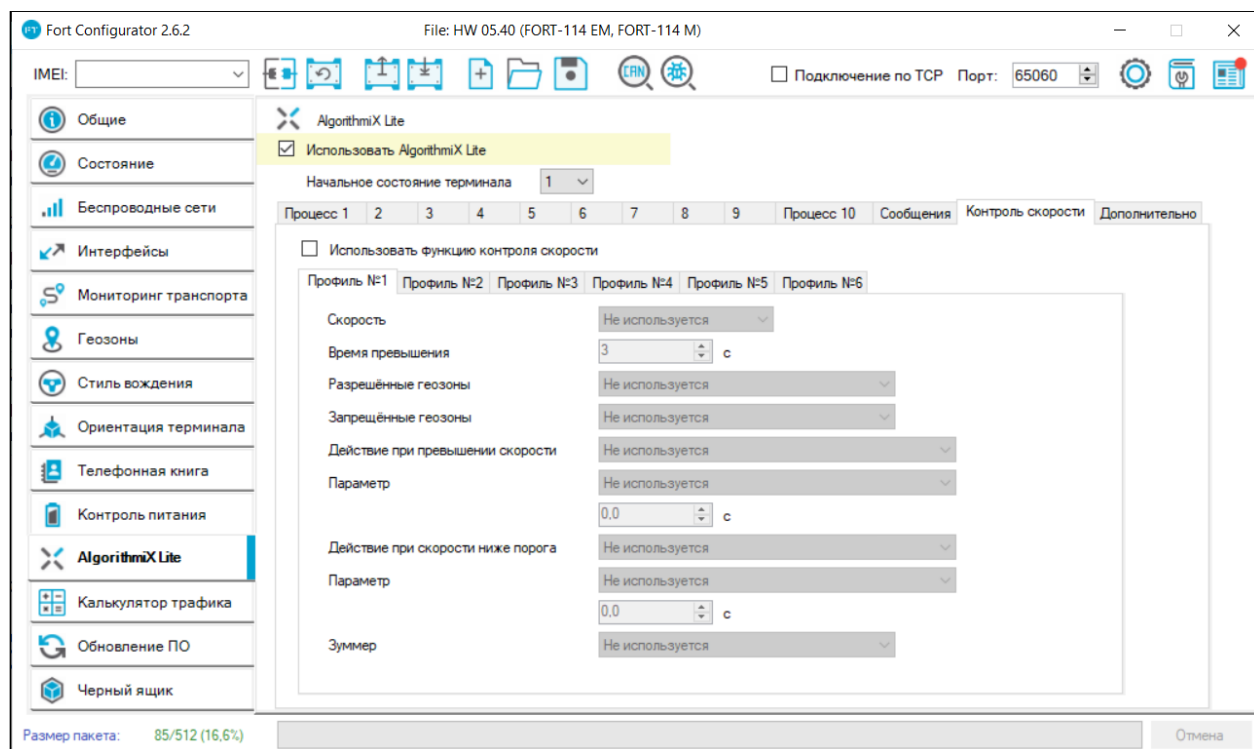 FT Fort Configurator 2.6.2 File: HW 05.40 (FORT-114 EM, FORT-114 M)
IMEI: CAN Подключение по TCP Порт: 65060
Общие
Состояние
Беспроводные сети
Интерфейсы
Мониторинг транспорта
Геозоны
Стиль вождения
Ориентация терминала
Телефонная книга
Контроль питания
AlgorithmiX Lite
Калькулятор трафика
Обновление ПО
Черный ящик
AlgorithmiX Lite
Использовать AlgorithmiX Lite
Начальное состояние терминала 1
Процесс 1 2 3 4 5 6 7 8 9 Процесс 10 Сообщения Контроль скорости Дополнительно
Использовать функцию контроля скорости
Профиль №1 Профиль №2 Профиль №3 Профиль №4 Профиль №5 Профиль №6
Скорость Не используется
Время превышения 3 с
Разрешённые геозоны Не используется
Запрещённые геозоны Не используется
Действие при превышении скорости Не используется
Параметр Не используется
0,0 с
Действие при скорости ниже порога Не используется
Параметр Не используется
0,0 с
Зуммер Не используется
Размер пакета: 85/512 (16,6%) Отмена